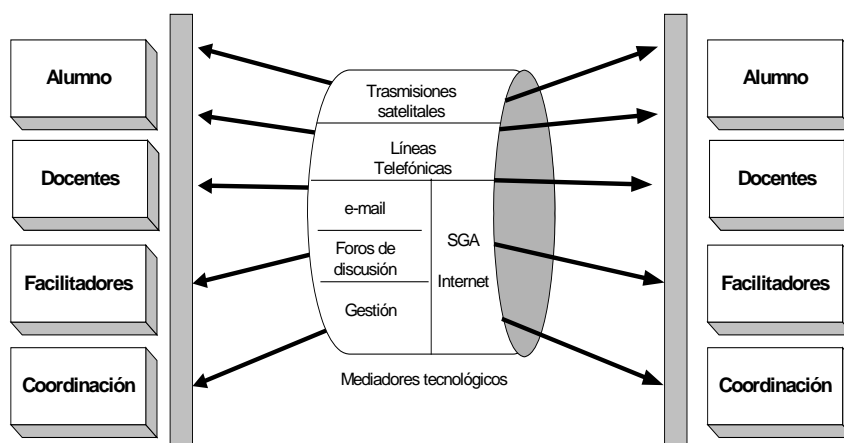 Alumno
Docentes
Facilitadores
Coordinación
Trasmisiones
satelitales
Líneas
Telefónicas
e-mail
Foros de
discusión
Gestión
SGA
Internet
Mediadores tecnológicos
Alumno
Docentes
Facilitadores
Coordinación